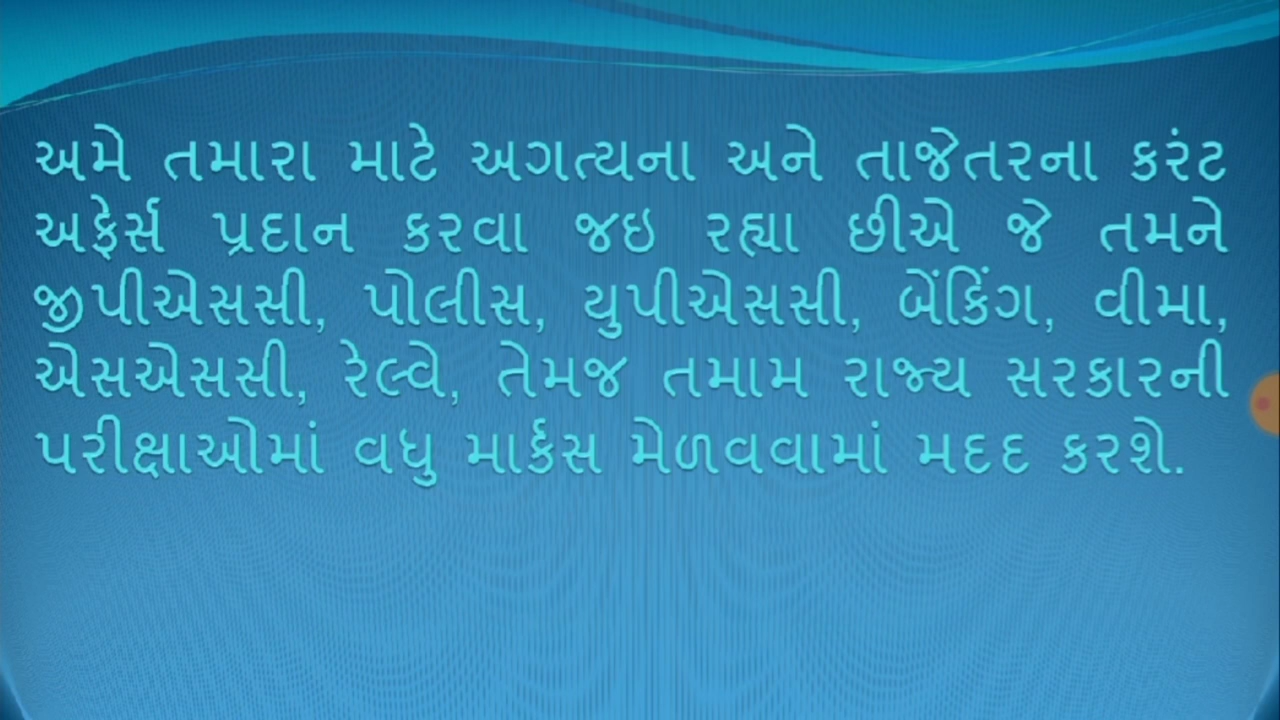 અમે તમારા માટે અગત્યના અને તાજેતરના કરંટ
અફેર્સ પ્રદાન કરવા જઇ રહ્યા છીએ જે તમને
જીપીએસસી, પોલીસ, યુપીએસસી, બેંકિંગ, વીમા,
એસએસસી, રેલ્વે, તેમજ તમામ રાજ્ય સરકારની
પરીક્ષાઓમાં વધુ માર્કસ મેળવવામાં મદદ કરશે.